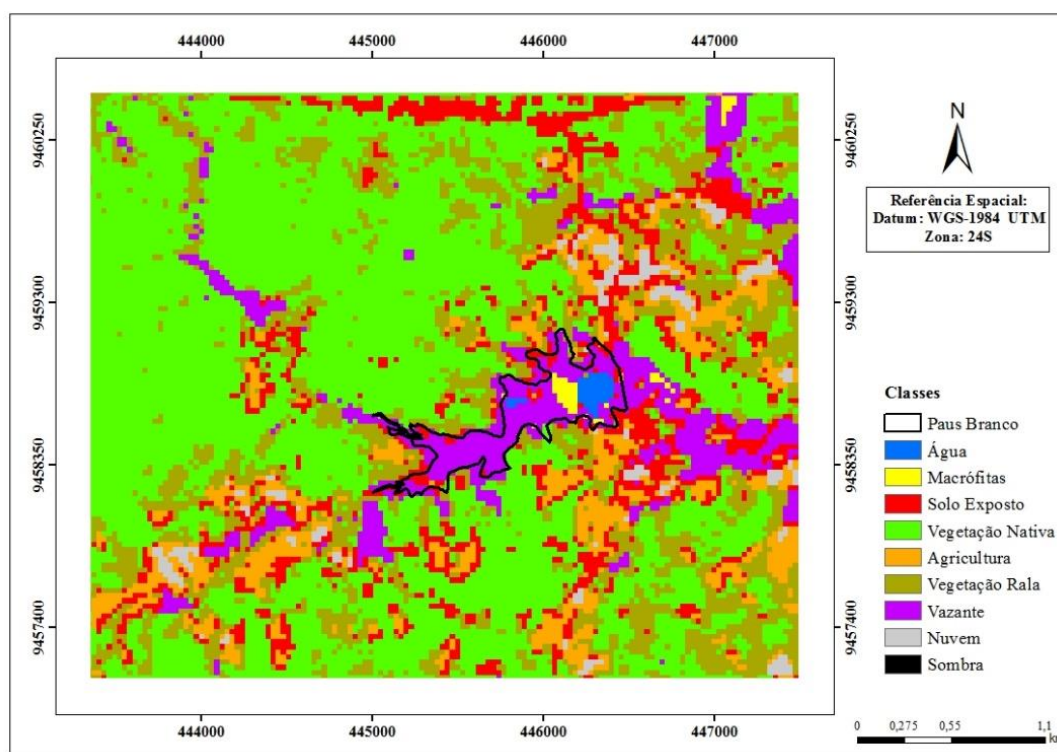 444000 445000 446000 447000
9460250 9460250
9459300 9459300
9458350 9458350
9457400 9457400
444000 445000 446000 447000
N
Referência Espacial:
Datum: WGS-1984 UTM
Zona: 24S
Classes
Paus Branco
Água
Macrófitas
Solo Exposto
Vegetação Nativa
Agricultura
Vegetação Rala
Vazante
Nuvem
Sombra
0 0,275 0,55 1,1